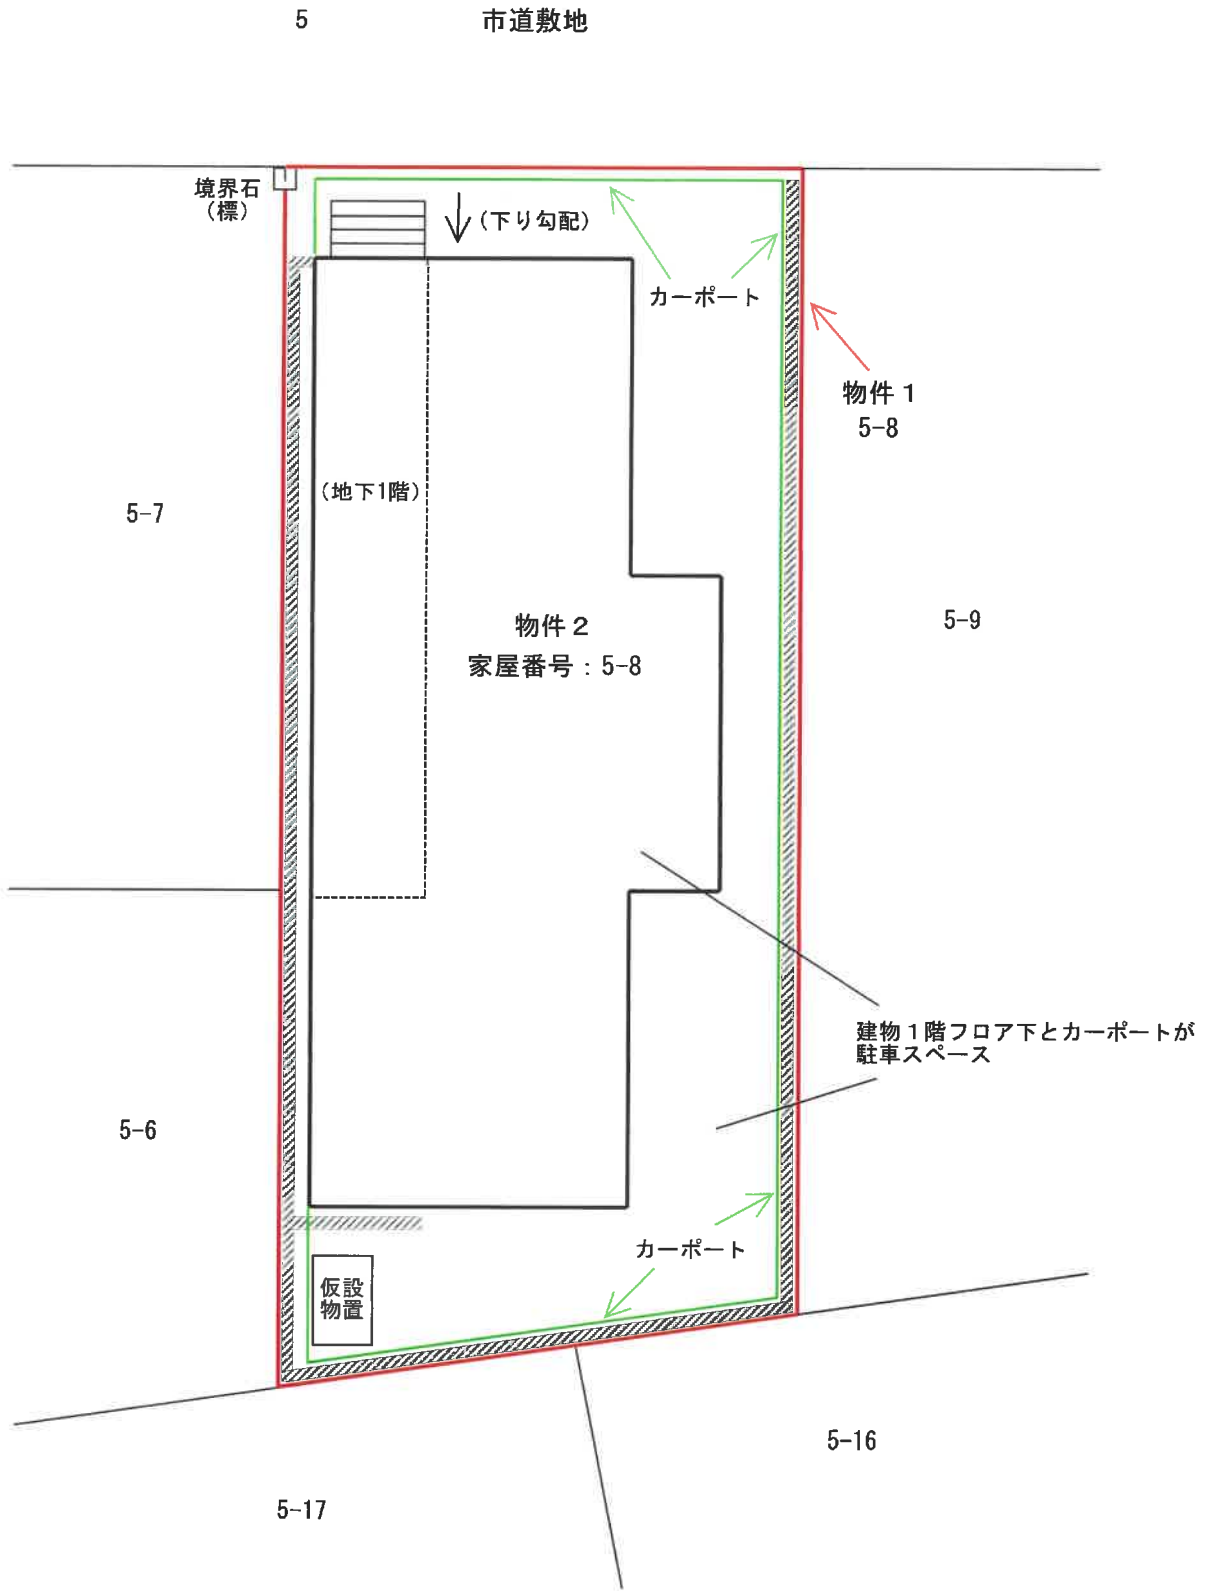 5
市道敷地
境界石
(標)
(下り勾配)
カーポート
物件1
5-8
(地下1階)
5-7
物件2
家屋番号：5-8
5-9
建物1階フロア下とカーポートが
駐車スペース
5-6
カーポート
仮設
物置
5-16
5-17